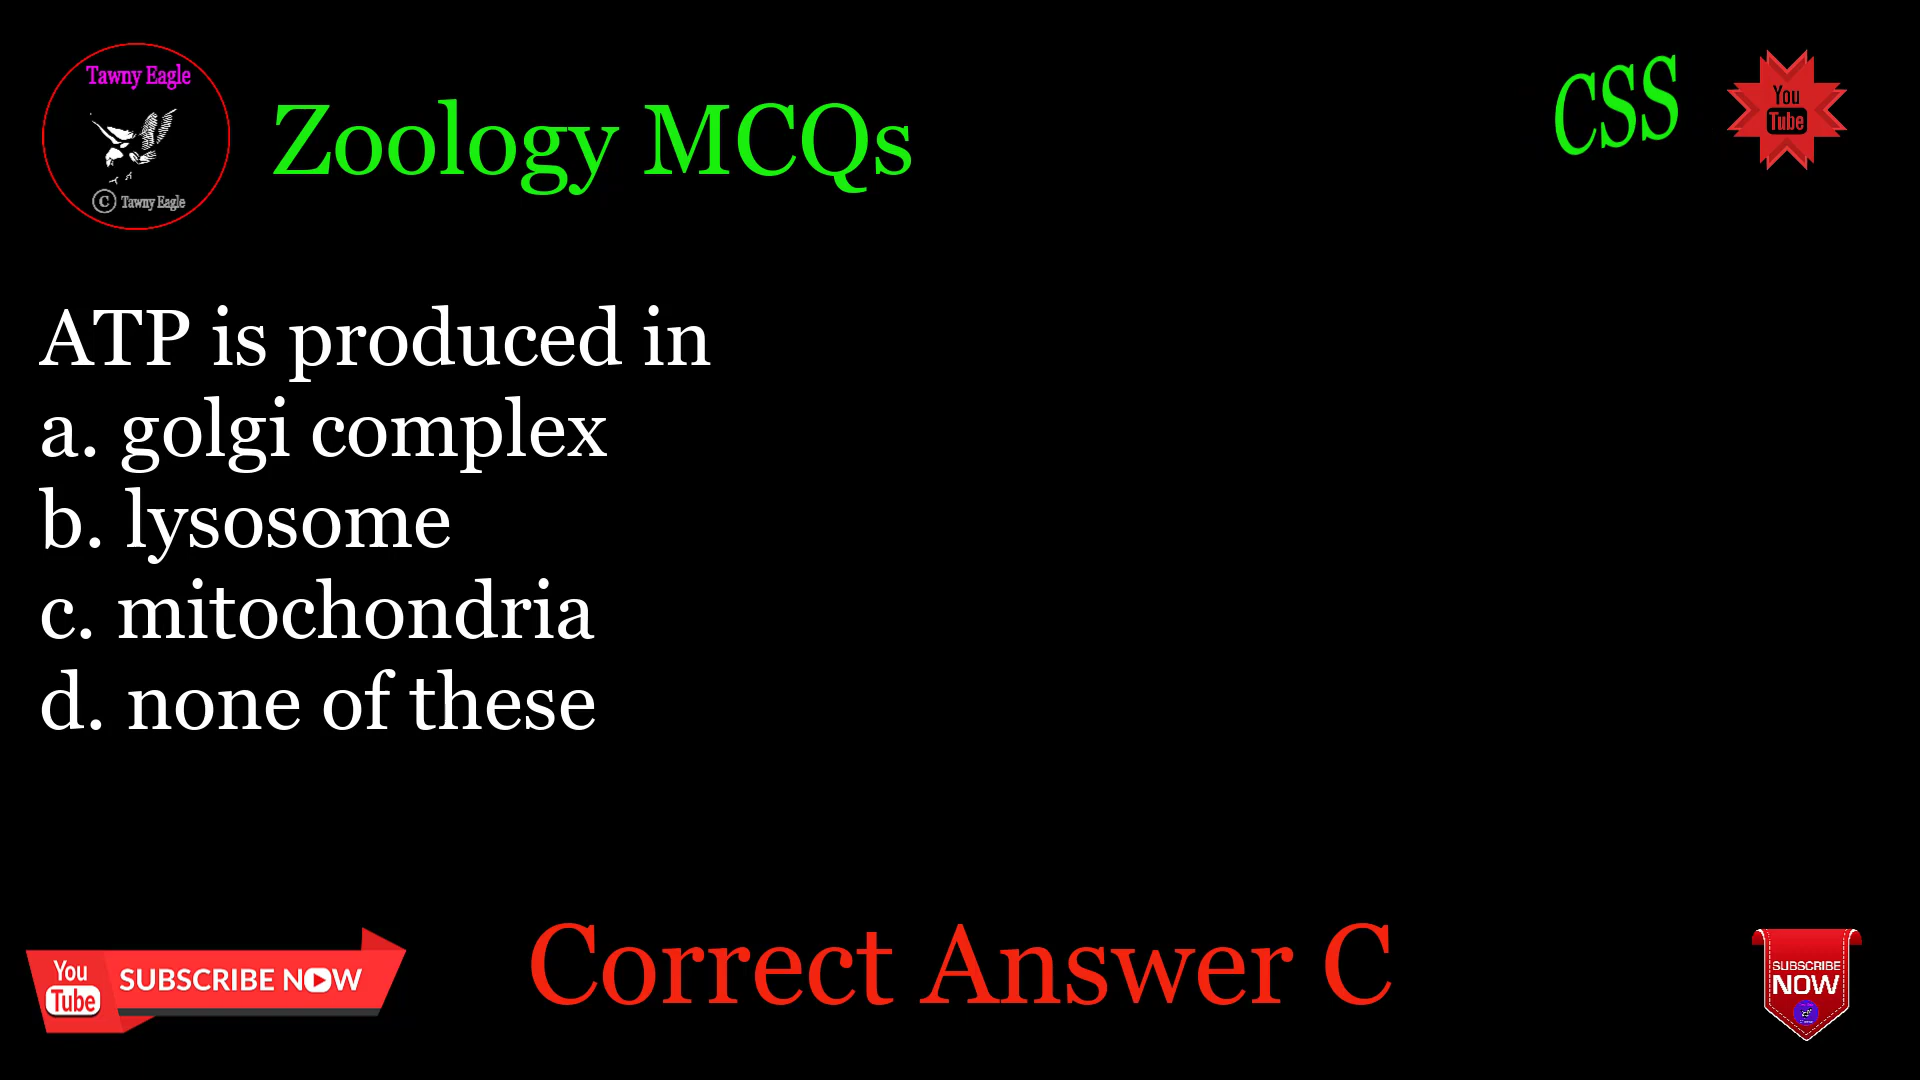 Tawny Eagle
© Tawny Eagle
Zoology MCQs
CSS
You
Tube
ATP is produced in
a. golgi complex
b. lysosome
c. mitochondria
d. none of these
You
Tube
SUBSCRIBE NOW
Correct Answer C
SUBSCRIBE
NOW